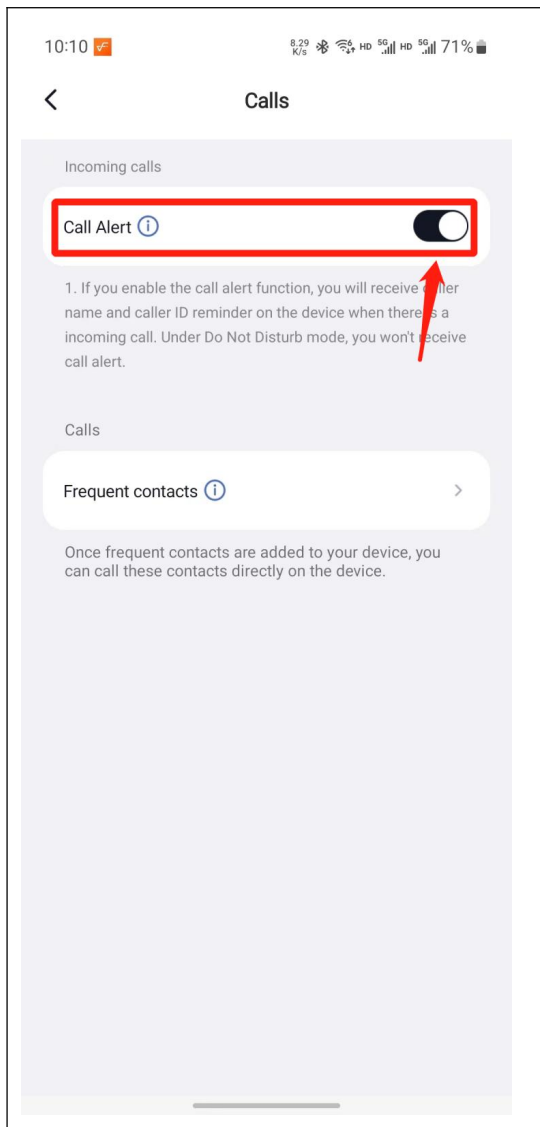 10:10
8.29 K/s HD 5G HD 5G 71%
Calls
Incoming calls
Call Alert
1. If you enable the call alert function, you will receive
name and caller ID reminder on the device when there a
incoming call. Under Do Not Disturb mode, you won't receive
call alert.
Calls
Frequent contacts
Once frequent contacts are added to your device, you
can call these contacts directly on the device.